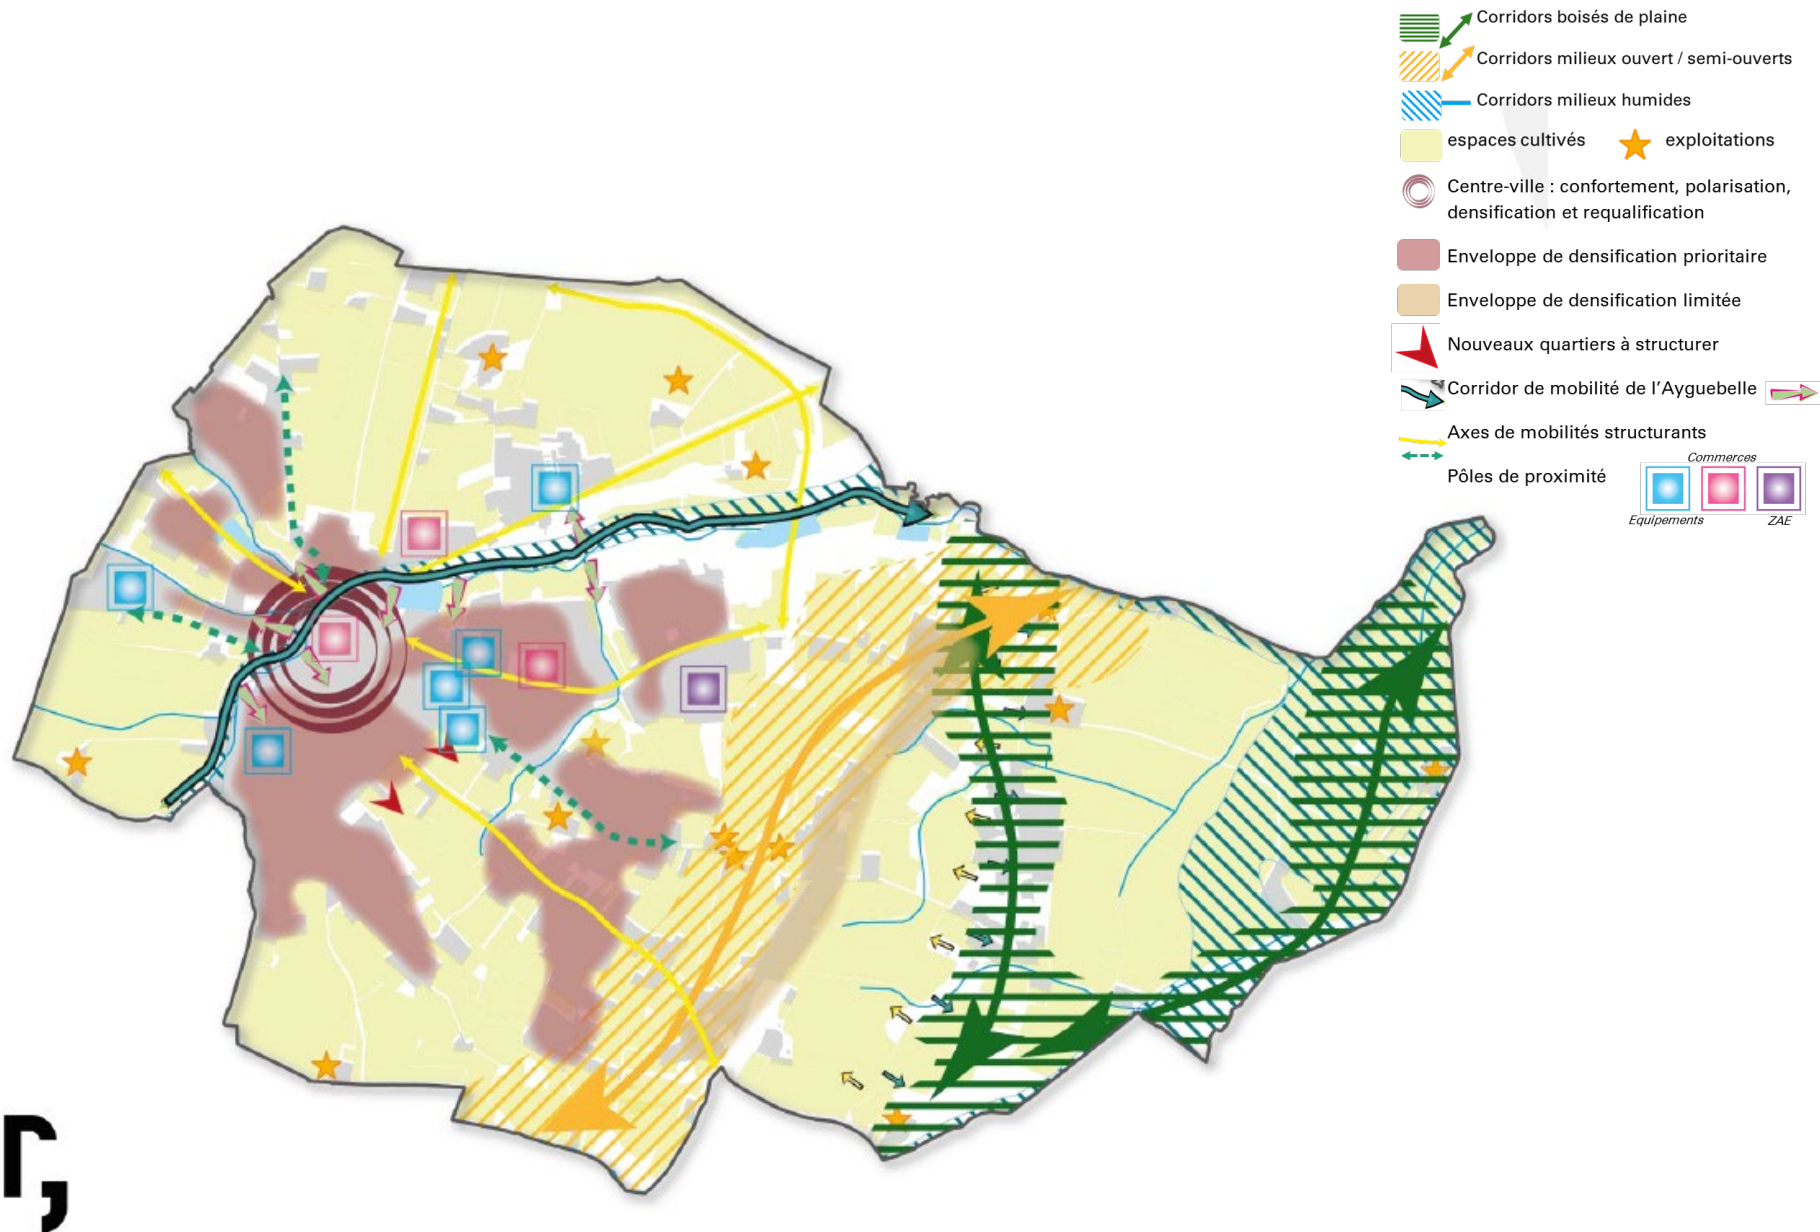 Corridors boisés de plaine
Corridors milieux ouvert / semi-ouverts
Corridors milieux humides
espaces cultivés exploitations
Centre-ville : confortement, polarisation,
densification et requalification
Enveloppe de densification prioritaire
Enveloppe de densification limitée
Nouveaux quartiers à structurer
Corridor de mobilité de l'Ayguebelle
Axes de mobilités structurants
Commerces
Pôles de proximité
Equipements ZAE
r,